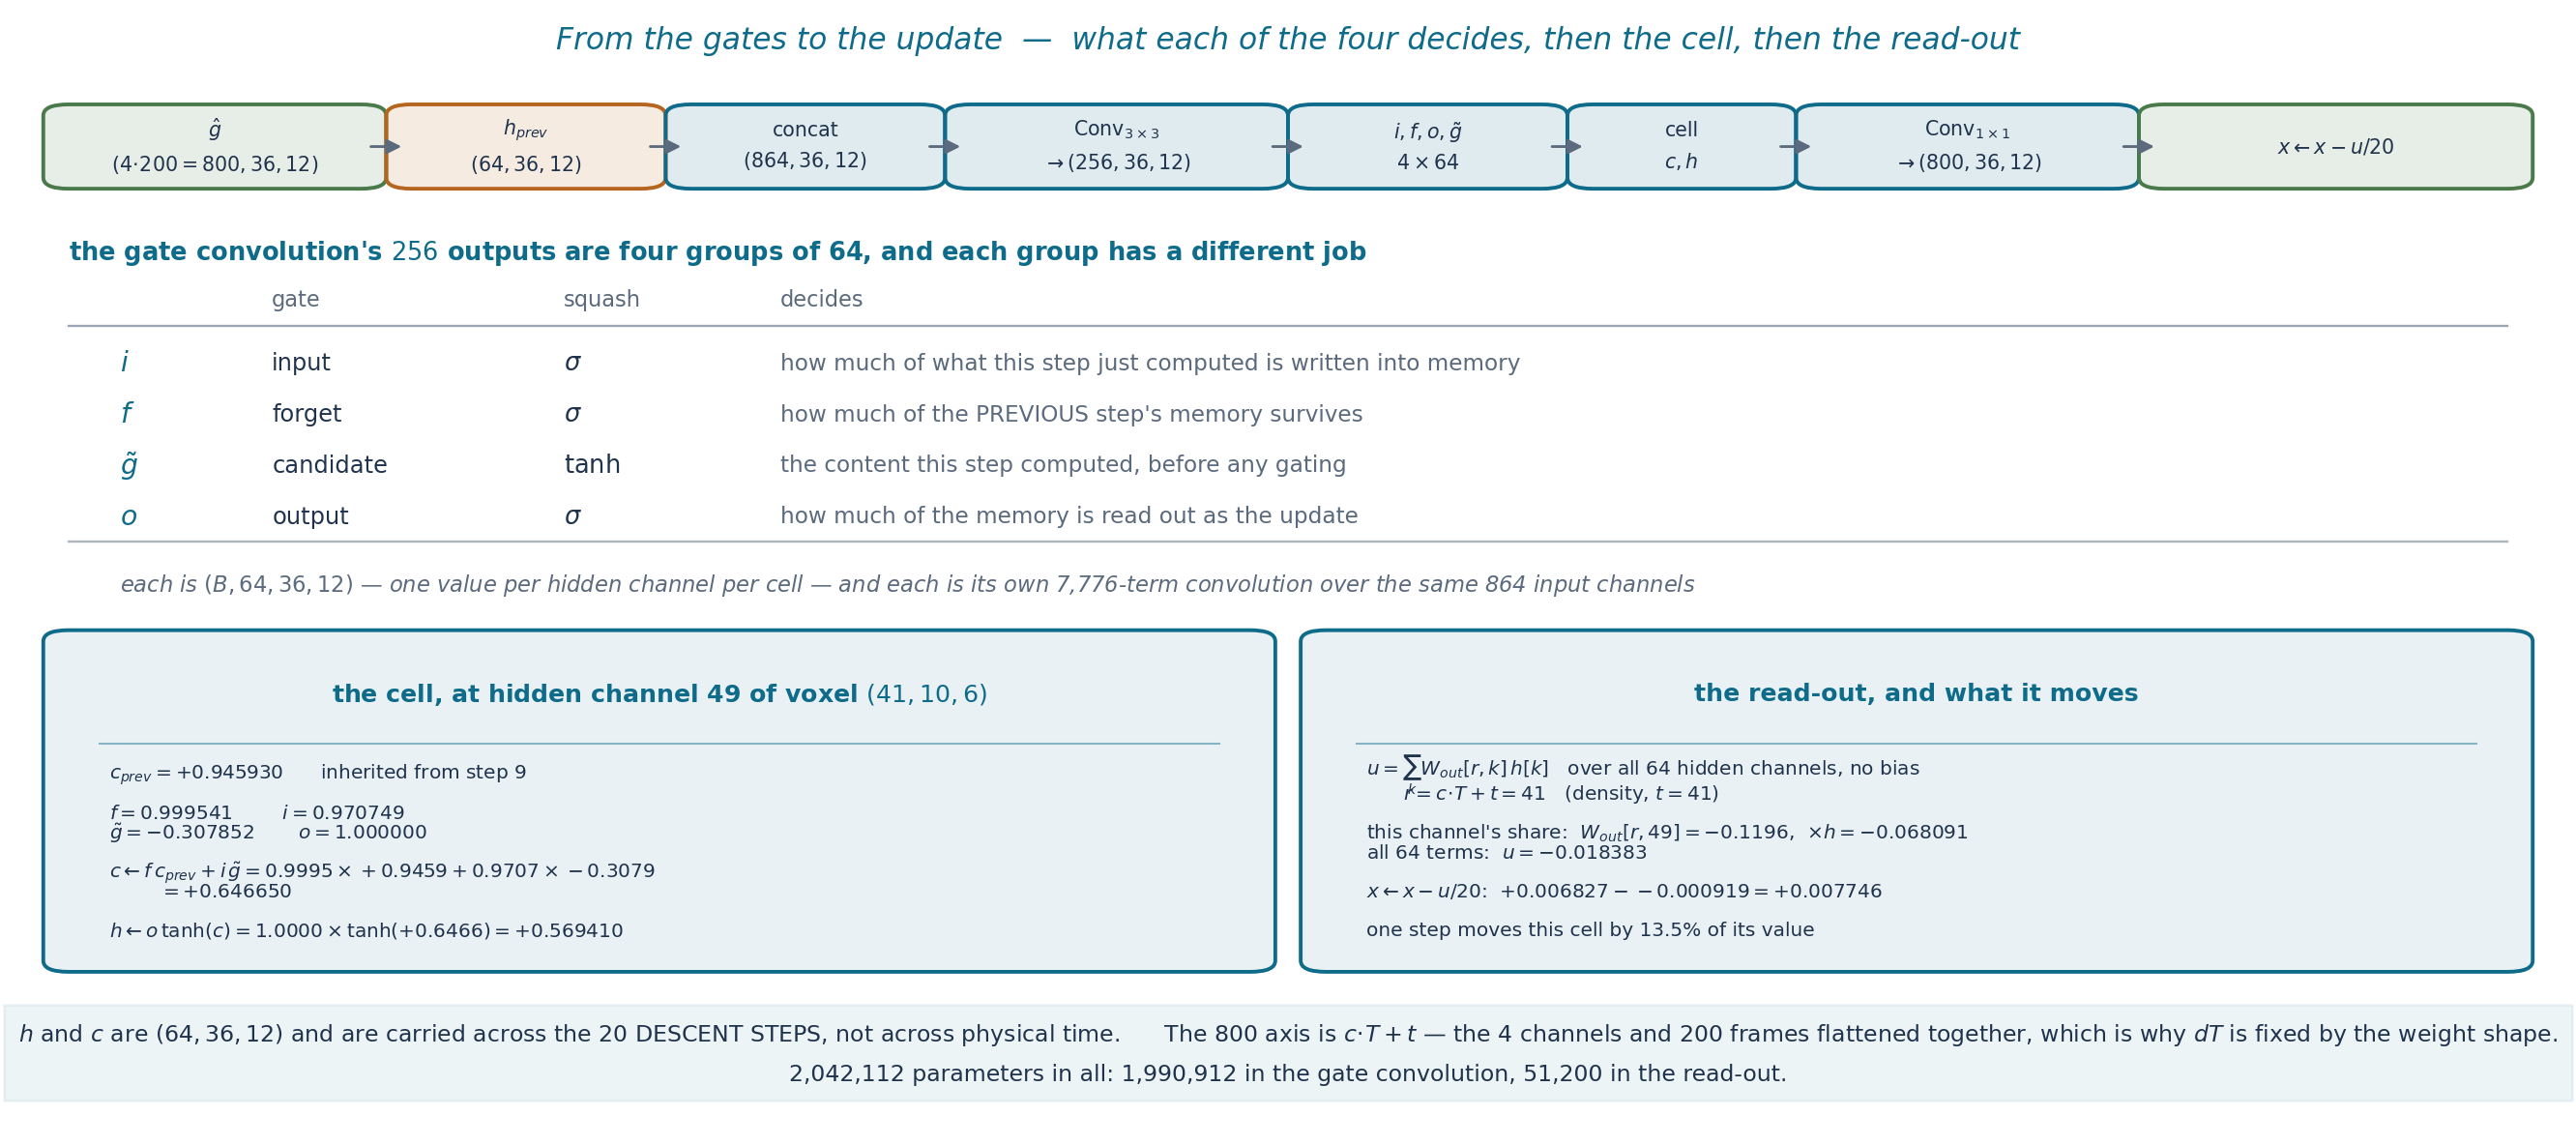 From the gates to the update — what each of the four decides, then the cell, then the read-out
ĝ
(4·200 = 800, 36, 12)
h_prev
(64, 36, 12)
concat
(864, 36, 12)
Conv₃ₓ₃
→ (256, 36, 12)
i, f, o, g̃
4 × 64
cell
c, h
Conv₁ₓ₁
→ (800, 36, 12)
x ← x − u/20
the gate convolution's 256 outputs are four groups of 64, and each group has a different job
gate squash decides
i input σ how much of what this step just computed is written into memory
f forget σ how much of the PREVIOUS step's memory survives
g̃ candidate tanh the content this step computed, before any gating
o output σ how much of the memory is read out as the update
each is (B, 64, 36, 12) — one value per hidden channel per cell — and each is its own 7,776-term convolution over the same 864 input channels
the cell, at hidden channel 49 of voxel (41, 10, 6)
c_prev = +0.945930 inherited from step 9
f = 0.999541 i = 0.970749
g̃ = −0.307852 o = 1.000000
c ← f c_prev + i g̃ = 0.9995 × +0.9459 + 0.9707 × −0.3079
= +0.646650
h ← o tanh(c) = 1.0000 × tanh(+0.6466) = +0.569410
the read-out, and what it moves
u = ∑_k W_out[r, k] h[k] over all 64 hidden channels, no bias
r = c·T + t = 41 (density, t = 41)
this channel's share: W_out[r, 49] = −0.1196, ×h = −0.068091
all 64 terms: u = −0.018383
x ← x − u/20: +0.006827 − −0.000919 = +0.007746
one step moves this cell by 13.5% of its value
h and c are (64, 36, 12) and are carried across the 20 DESCENT STEPS, not across physical time. The 800 axis is c·T + t — the 4 channels and 200 frames flattened together, which is why dT is fixed by the weight shape.
2,042,112 parameters in all: 1,990,912 in the gate convolution, 51,200 in the read-out.